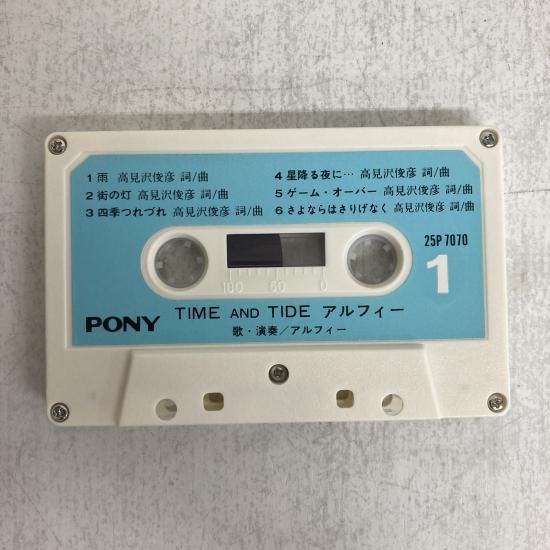 1 雨 高見沢俊彦 詞/曲
2 街の灯 高見沢俊彦 詞/曲
3 四季つれづれ 高見沢俊彦 詞/曲
4 星降る夜に… 高見沢俊彦 詞/曲
5 ゲーム・オーバー 高見沢俊彦 詞/曲
6 さよならはさりげなく 高見沢俊彦 詞/曲
25P 7070
1
100 50 0
PONY
TIME AND TIDE アルフィー
歌・演奏/アルフィー